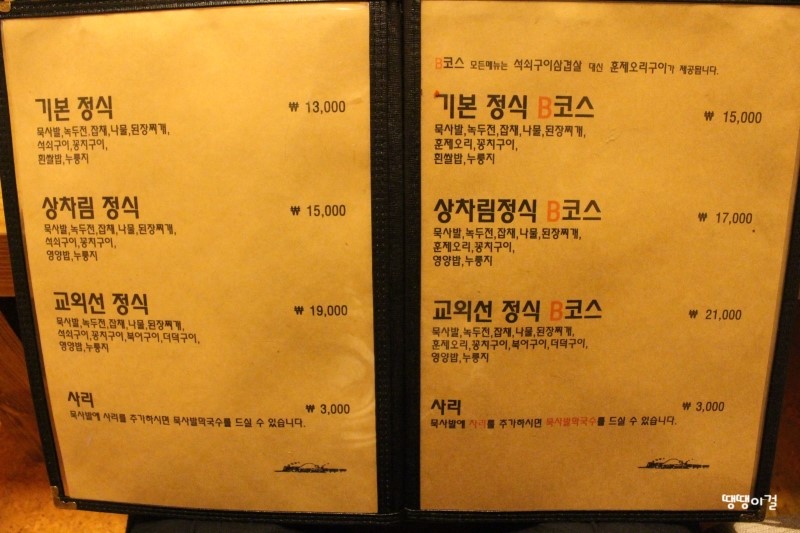 기본 정식 ₩ 13,000
묵사발,녹두전,잡채,나물,된장찌개,
석쇠구이,꽁치구이,
흰쌀밥,누룽지
상차림 정식 ₩ 15,000
묵사발,녹두전,잡채,나물,된장찌개,
석쇠구이,꽁치구이,
영양밥,누룽지
교외선 정식 ₩ 19,000
묵사발,녹두전,잡채,나물,된장찌개,
석쇠구이,꽁치구이,북어구이,더덕구이,
영양밥,누룽지
사리 ₩ 3,000
묵사발에 사리를 추가하시면 묵사발막국수를 드실 수 있습니다.
B코스 모든메뉴는 석쇠구이삼겹살 대신 훈제오리구이가 제공됩니다.
기본 정식 B코스 ₩ 15,000
묵사발,녹두전,잡채,나물,된장찌개,
훈제오리,꽁치구이,
흰쌀밥,누룽지
상차림정식 B코스 ₩ 17,000
묵사발,녹두전,잡채,나물,된장찌개,
훈제오리,꽁치구이,
영양밥,누룽지
교외선 정식 B코스 ₩ 21,000
묵사발,녹두전,잡채,나물,된장찌개,
훈제오리,꽁치구이,북어구이,더덕구이,
영양밥,누룽지
사리 ₩ 3,000
묵사발에 사리를 추가하시면 묵사발막국수를 드실 수 있습니다.
땡땡이걸